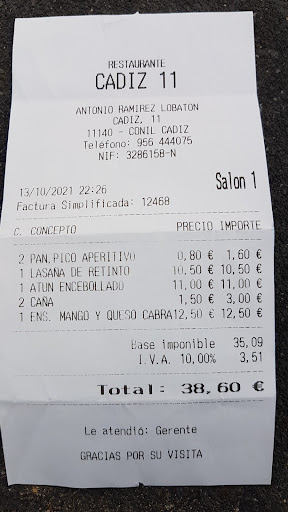 RESTAURANTE
CADIZ 11
ANTONIO RAMIREZ LOBATON
CADIZ, 11
11140 - CONIL CADIZ
Teléfono: 956 444075
NIF: 3286158-N
13/10/2021 22:26 Salon 1
Factura Simplificada: 12468
C. CONCEPTO PRECIO IMPORTE
2 PAN,PICO APERITIVO 0,80 € 1,60 €
1 LASAÑA DE RETINTO 10,50 € 10,50 €
1 ATUN ENCEBOLLADO 11,00 € 11,00 €
2 CAÑA 1,50 € 3,00 €
1 ENS. MANGO Y QUESO CABRA12,50 € 12,50 €
Base imponible 35,09
I.V.A. 10,00% 3,51
Total: 38,60 €
Le atendió: Gerente
GRACIAS POR SU VISITA